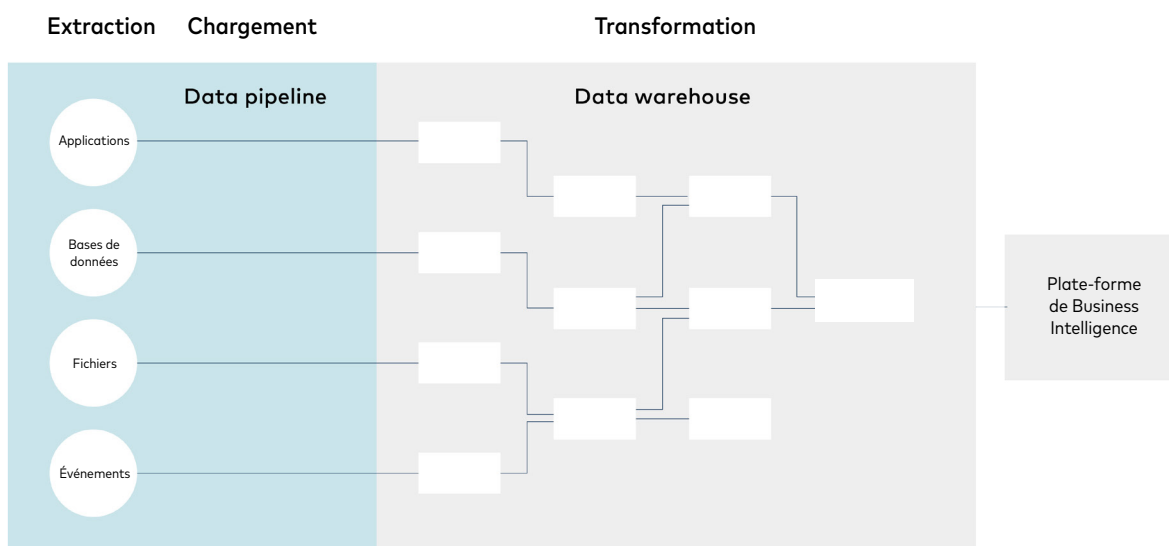 Extraction
Chargement
Transformation
Data pipeline
Data warehouse
Applications
Bases de
données
Fichiers
Événements
Plate-forme
de Business
Intelligence